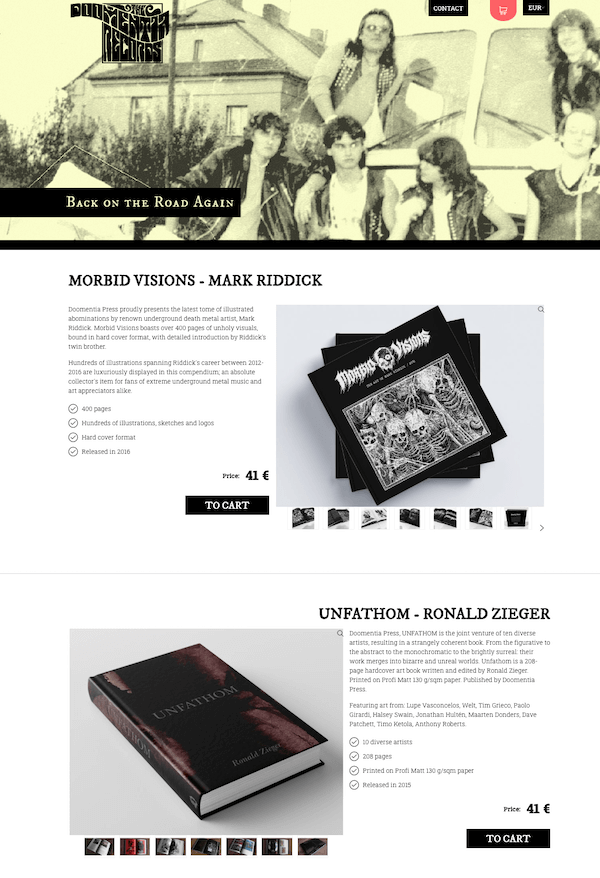 DOOMENTIA
RECORDS
CONTACT
EUR
Back on the Road Again
MORBID VISIONS - MARK RIDDICK
Doomentia Press proudly presents the latest tome of illustrated
abominations by renown underground death metal artist, Mark
Riddick. Morbid Visions boasts over 400 pages of unholy visuals,
bound in hard cover format, with detailed introduction by Riddick's
twin brother.
Hundreds of illustrations spanning Riddick's career between 2012-
2016 are luxuriously displayed in this compendium; an absolute
collector's item for fans of extreme underground metal music and
art appreciators alike.
400 pages
Hundreds of illustrations, sketches and logos
Hard cover format
Released in 2016
Price: 41 €
TO CART
MORBID VISIONS
UNFATHOM - RONALD ZIEGER
Doomentia Press, UNFATHOM is the joint venture of ten diverse
artists, resulting in a strangely coherent book. From the figurative to
the abstract to the monochromatic to the brightly surreal: their
work merges into bizarre and unreal worlds. Unfathom is a 208-
page hardcover art book written and edited by Ronald Zieger.
Printed on Profi Matt 130 g/sqm paper. Published by Doomentia
Press.
Featuring art from: Lupe Vasconcelos, Welt, Tim Grieco, Paolo
Girardi, Halsey Swain, Jonathan Hultén, Maarten Donders, Dave
Patchett, Timo Ketola, Anthony Roberts.
10 diverse artists
208 pages
Printed on Profi Matt 130 g/sqm paper
Released in 2015
Price: 41 €
TO CART
UNFATHOM
Ronald Zieger
UNFATHOM